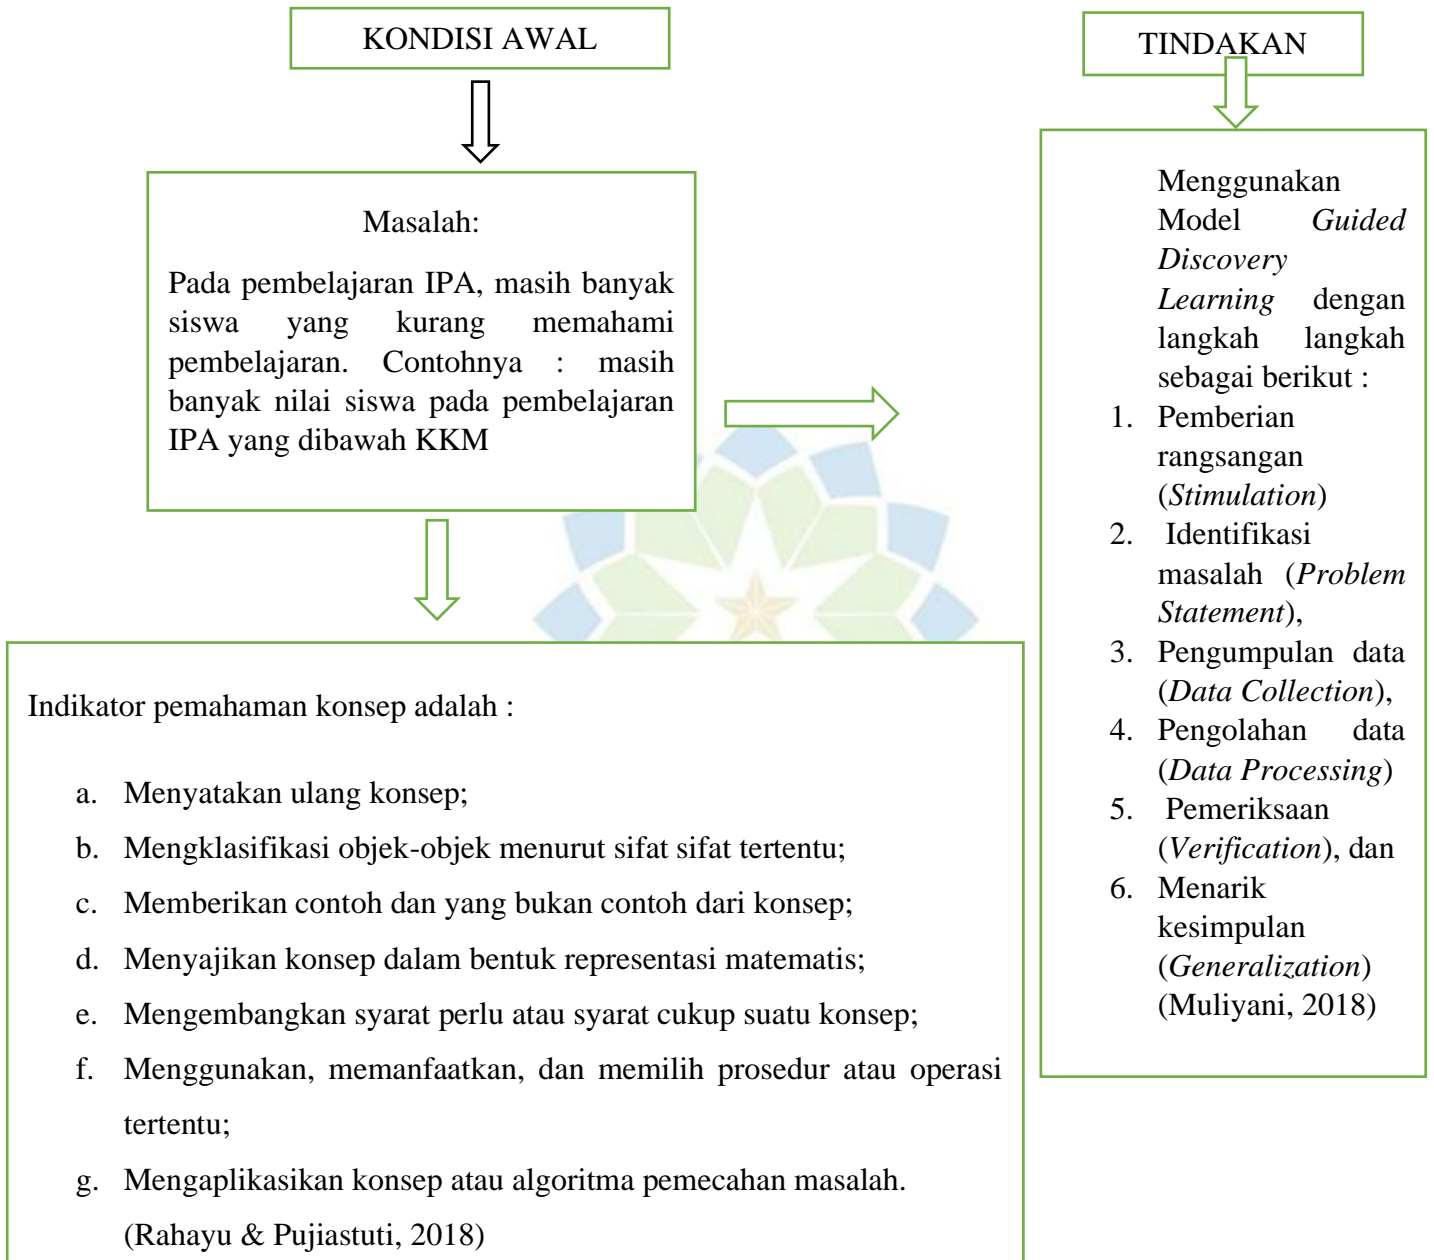 KONDISI AWAL
Masalah:
Pada pembelajaran IPA, masih banyak
siswa yang kurang memahami
pembelajaran. Contohnya : masih
banyak nilai siswa pada pembelajaran
IPA yang dibawah KKM
Indikator pemahaman konsep adalah :
a. Menyatakan ulang konsep;
b. Mengklasifikasi objek-objek menurut sifat sifat tertentu;
c. Memberikan contoh dan yang bukan contoh dari konsep;
d. Menyajikan konsep dalam bentuk representasi matematis;
e. Mengembangkan syarat perlu atau syarat cukup suatu konsep;
f. Menggunakan, memanfaatkan, dan memilih prosedur atau operasi
tertentu;
g. Mengaplikasikan konsep atau algoritma pemecahan masalah.
(Rahayu & Pujiastuti, 2018)
TINDAKAN
Menggunakan
Model Guided
Discovery
Learning dengan
langkah langkah
sebagai berikut :
1. Pemberian
rangsangan
(Stimulation)
2. Identifikasi
masalah (Problem
Statement),
3. Pengumpulan data
(Data Collection),
4. Pengolahan data
(Data Processing)
5. Pemeriksaan
(Verification), dan
6. Menarik
kesimpulan
(Generalization)
(Muliyani, 2018)